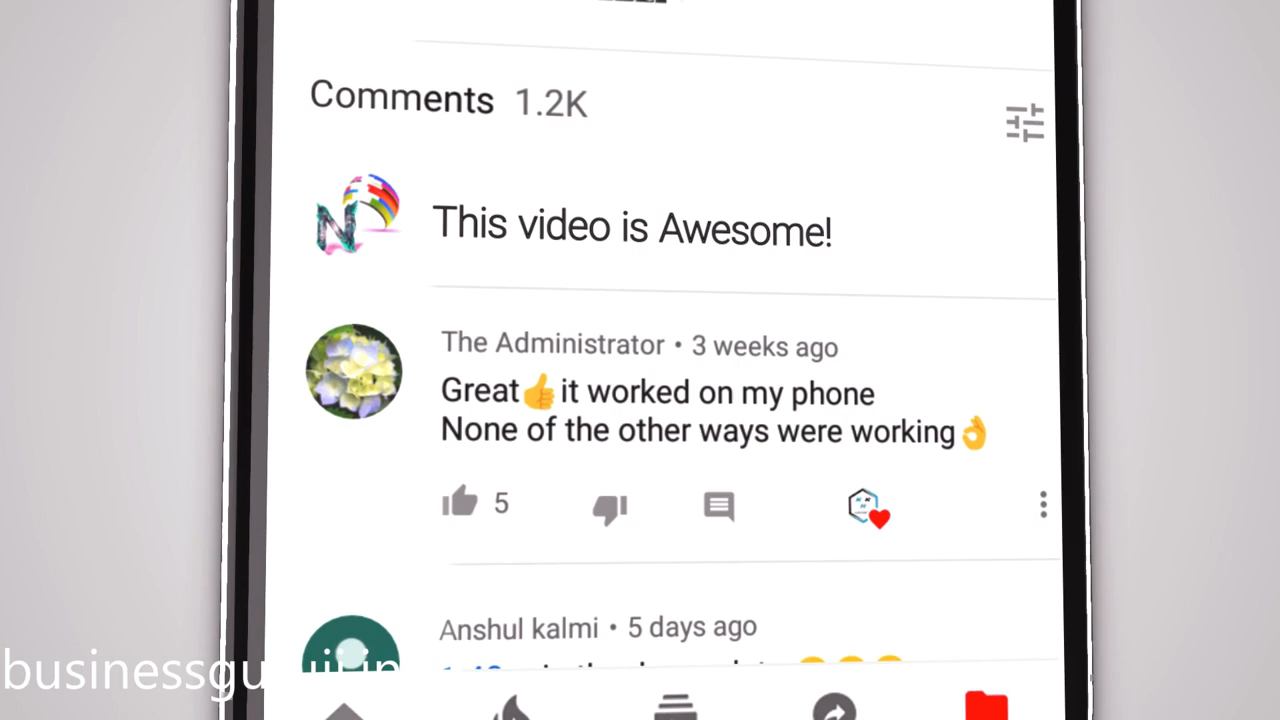 Comments 1.2K
This video is Awesome!
The Administrator • 3 weeks ago
Great👍it worked on my phone
None of the other ways were working👌
5
Anshul kalmi • 5 days ago